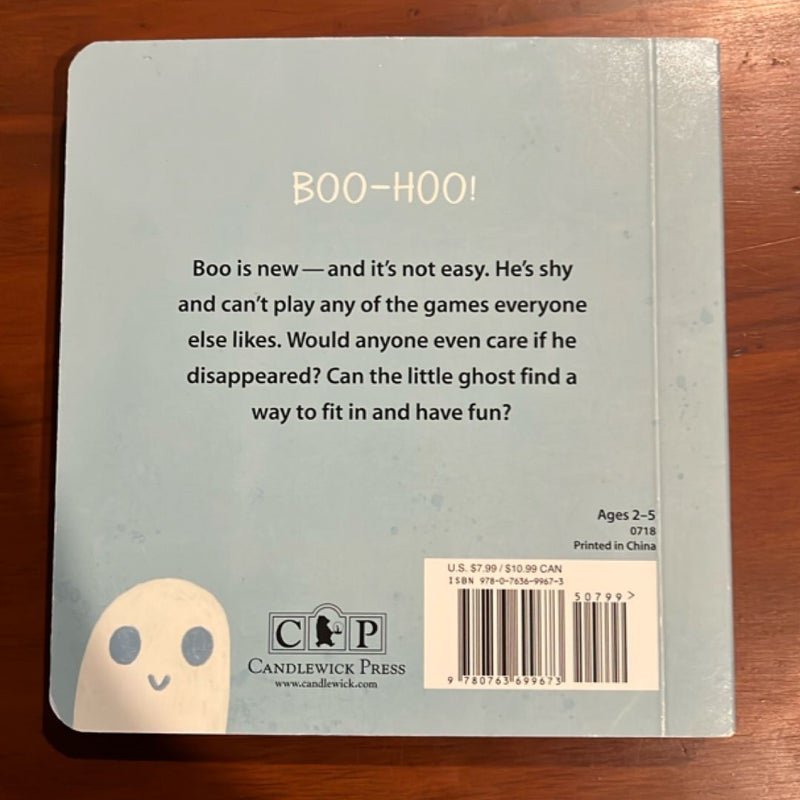 BOO-HOO!
Boo is new — and it's not easy. He's shy
and can't play any of the games everyone
else likes. Would anyone even care if he
disappeared? Can the little ghost find a
way to fit in and have fun?
Ages 2–5
0718
Printed in China
U.S. $7.99 / $10.99 CAN
ISBN 978-0-7636-9967-3
50799>
9 780763 699673
C P
CANDLEWICK PRESS
www.candlewick.com